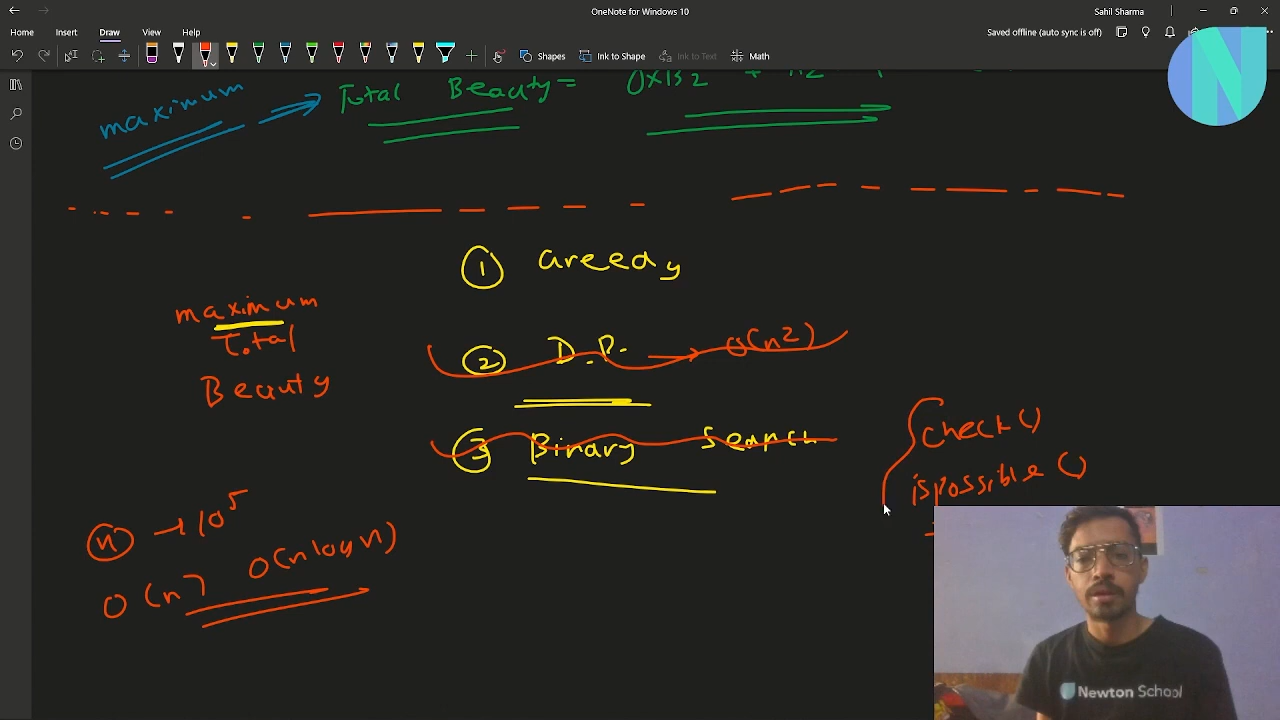 OneNote for Windows 10
Sahil Sharma
Home Insert Draw View Help
Saved offline (auto sync is off)
Shapes
Ink to Shape
Ink to Text
Math
maximum
Total Beauty =
1 Greedy
maximum
Total
Beauty
2 D.P. → O(n2)
3 Binary Search
check()
ispossible()
n → 10^5
O(n) O(nlogn)
Newton School